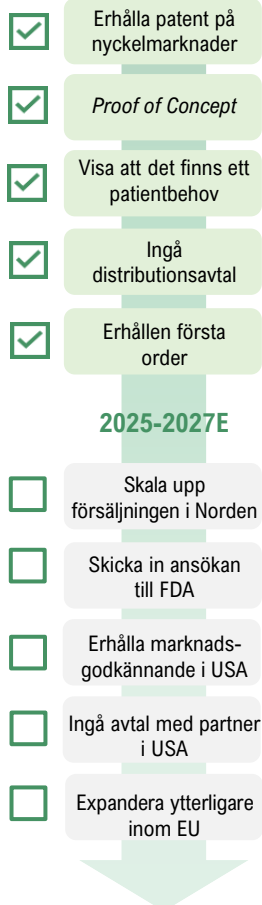 Erhålla patent på
nyckelmarknader
Proof of Concept
Visa att det finns ett
patientbehov
Ingå
distributionsavtal
Erhållen första
order
2025-2027E
Skala upp
försäljningen i Norden
Skicka in ansökan
till FDA
Erhålla marknads-
godkännande i USA
Ingå avtal med partner
i USA
Expandera ytterligare
inom EU